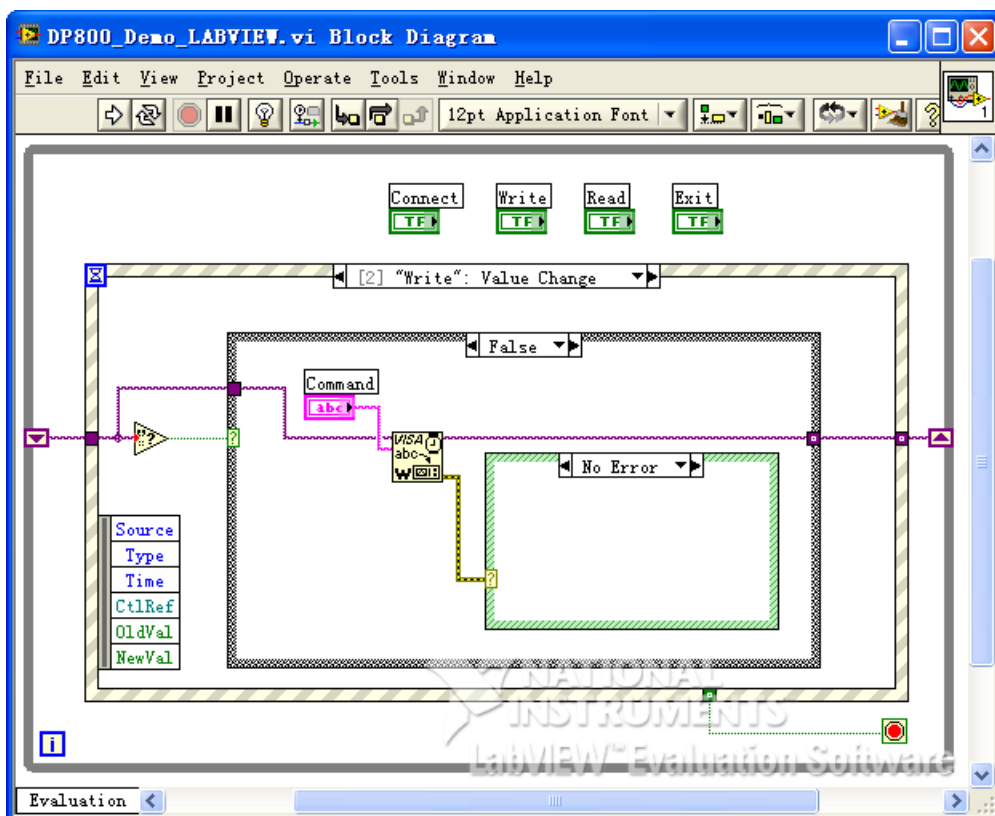 DP800_Demo_LABVIEW.vi Block Diagram
File Edit View Project Operate Tools Window Help
12pt Application Font
1
Connect Write Read Exit
TF TF TF TF
[2] "Write": Value Change
False
Command
abc
?
?
VISA
abc
W
No Error
?
Source
Type
Time
CtlRef
OldVal
NewVal
NATIONAL
INSTRUMENTS
LabVIEW™ Evaluation Software
i
Evaluation